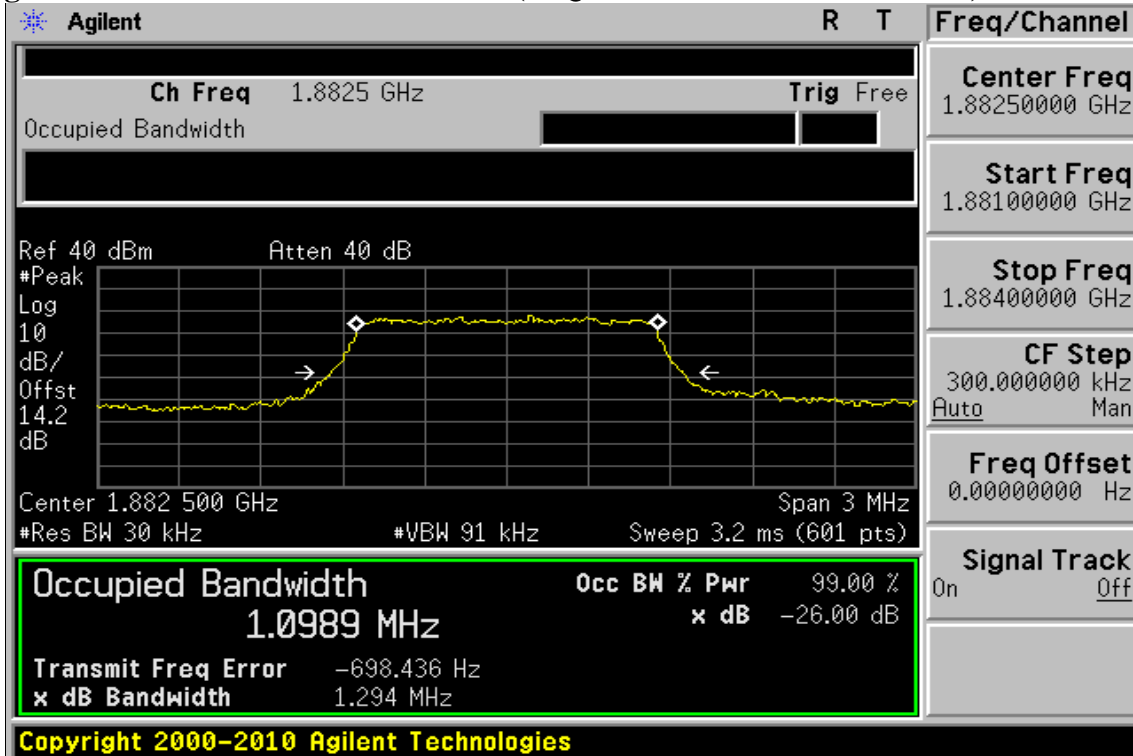 Agilent R T Freq/Channel
Ch Freq 1.8825 GHz Trig Free
Occupied Bandwidth
Center Freq
1.88250000 GHz
Start Freq
1.88100000 GHz
Stop Freq
1.88400000 GHz
CF Step
300.000000 kHz
Auto Man
Freq Offset
0.00000000 Hz
Signal Track
On Off
Ref 40 dBm Atten 40 dB
#Peak
Log
10
dB/
Offst
14.2
dB
Center 1.882 500 GHz Span 3 MHz
#Res BW 30 kHz #VBW 91 kHz Sweep 3.2 ms (601 pts)
Occupied Bandwidth Occ BW % Pwr 99.00 %
1.0989 MHz x dB -26.00 dB
Transmit Freq Error -698.436 Hz
x dB Bandwidth 1.294 MHz
Copyright 2000-2010 Agilent Technologies